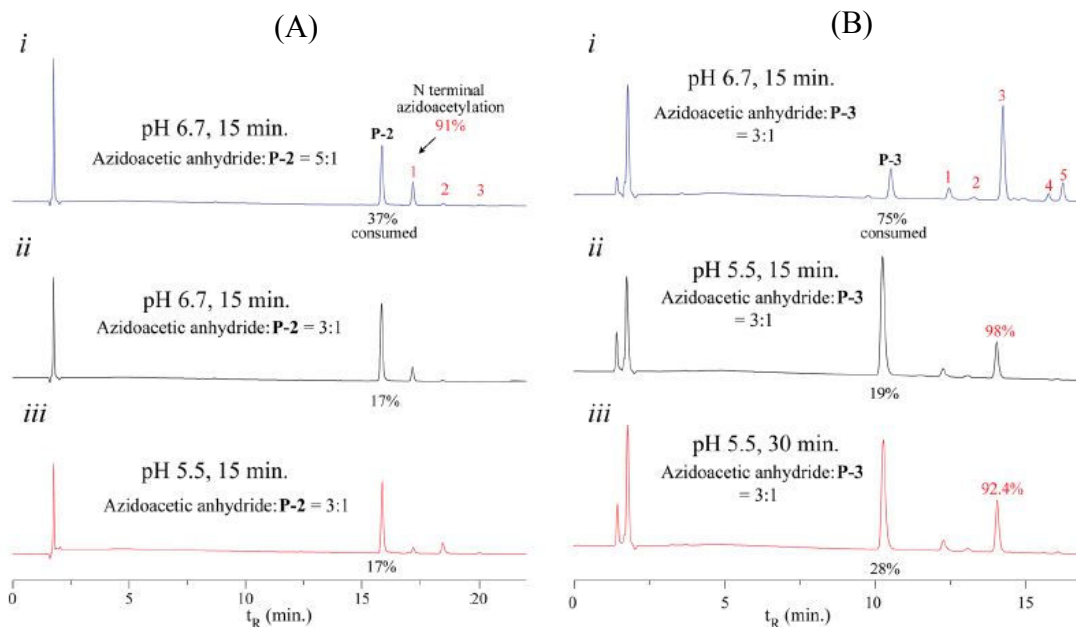 (A)
i
N terminal
azidoacetylation
pH 6.7, 15 min.
P-2
91%
Azidoacetic anhydride: P-2 = 5:1
1
2
3
37%
consumed
ii
pH 6.7, 15 min.
Azidoacetic anhydride: P-2 = 3:1
17%
iii
pH 5.5, 15 min.
Azidoacetic anhydride: P-2 = 3:1
17%
0
5
10
15
20
tR (min.)
(B)
i
pH 6.7, 15 min.
3
Azidoacetic anhydride: P-3
= 3:1
P-3
1
2
4
5
75%
consumed
ii
pH 5.5, 15 min.
Azidoacetic anhydride: P-3
= 3:1
98%
19%
iii
pH 5.5, 30 min.
Azidoacetic anhydride: P-3
= 3:1
92.4%
28%
0
5
10
15
tR (min.)